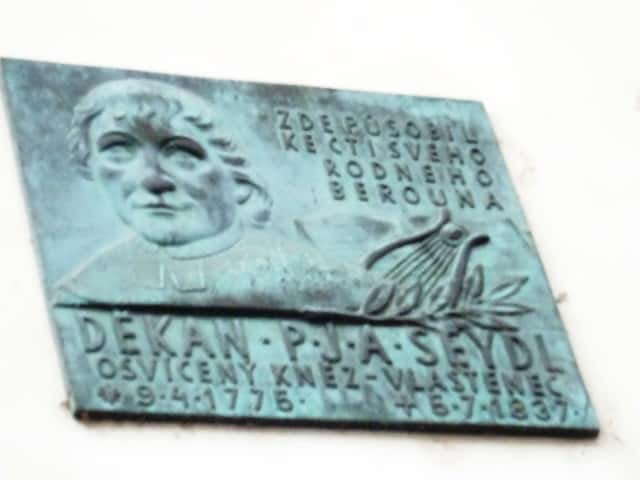 ZDE PŮSOBIL
KE CTI SVÉHO
RODNÉHO
BEROUNA
DĚKAN · P · J · A · SEYDL
OSVÍCENÝ KNĚZ-VLASTENEC
* 9 · 4 · 1775 · + 6 · 7 · 1837 ·